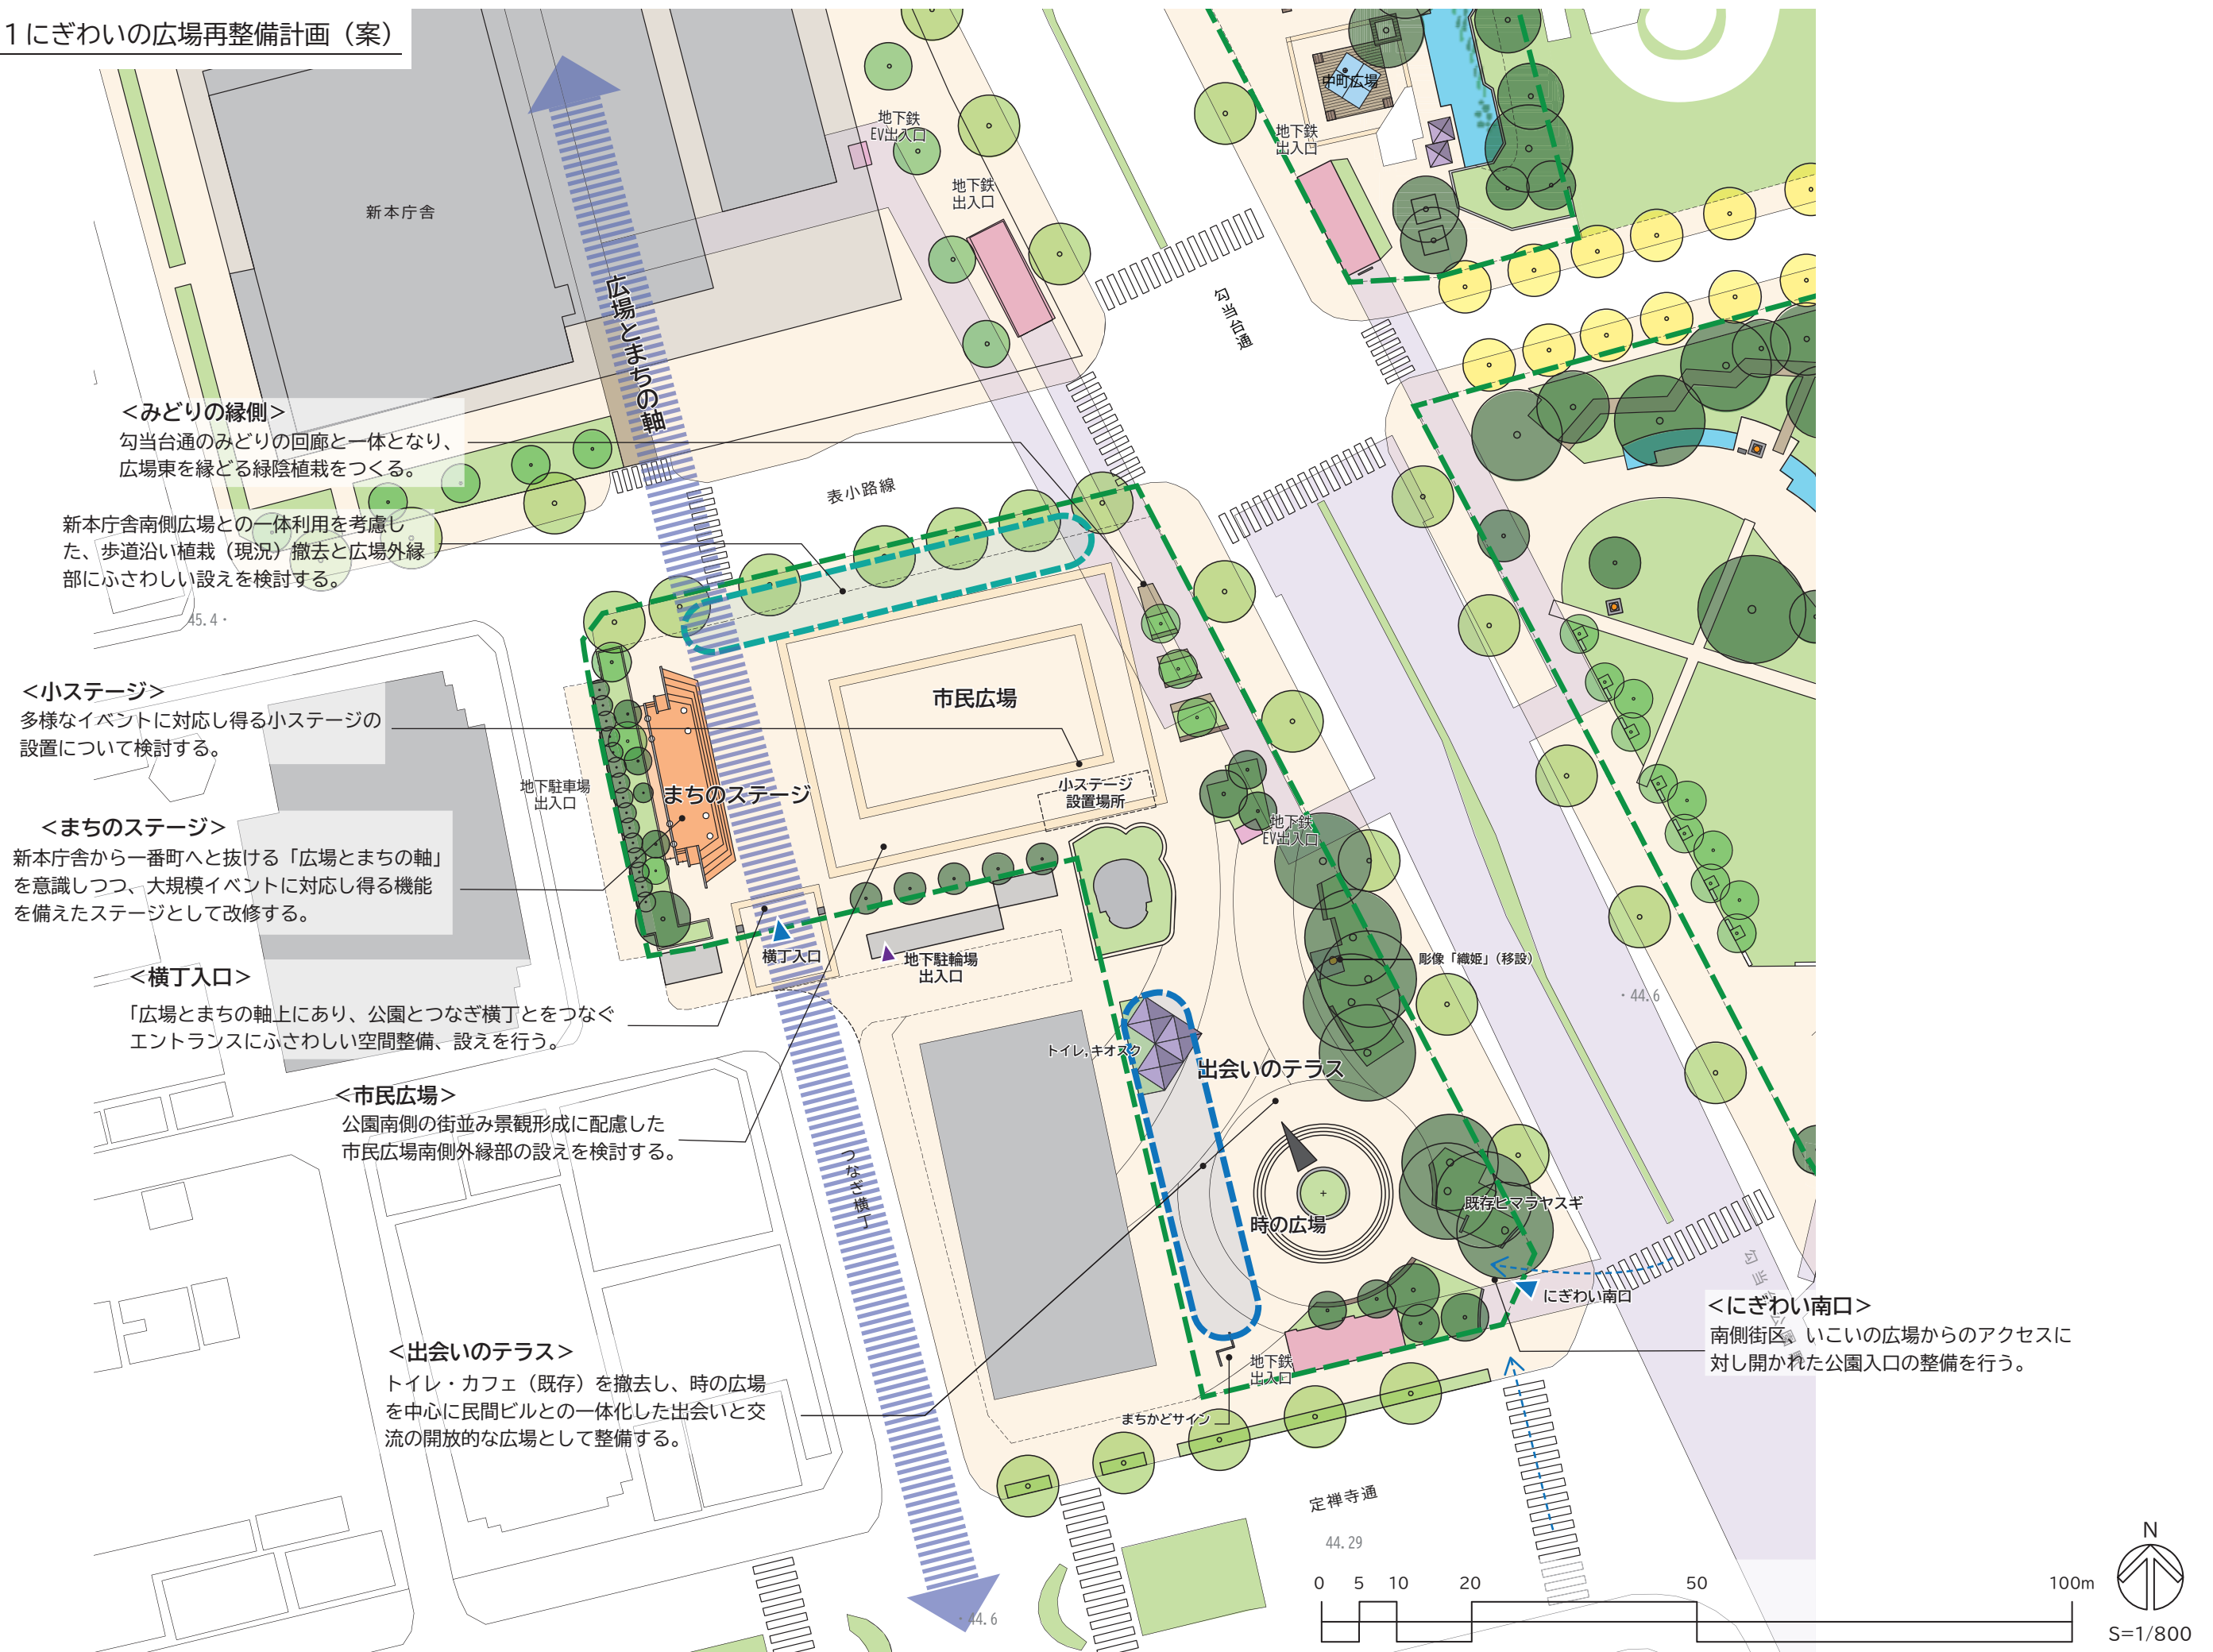 1 にぎわいの広場再整備計画（案）
中町広場
地下鉄
EV出入口
地下鉄
出入口
地下鉄
出入口
新本庁舎
広場とまちの軸
勾当台通
＜みどりの縁側＞
勾当台通のみどりの回廊と一体となり、
広場東を縁どる緑陰植栽をつくる。
表小路線
新本庁舎南側広場との一体利用を考慮し
た、歩道沿い植栽（現況）撤去と広場外縁
部にふさわしい設えを検討する。
45.4
＜小ステージ＞
多様なイベントに対応し得る小ステージの
設置について検討する。
市民広場
地下駐車場
出入口
まちのステージ
小ステージ
設置場所
＜まちのステージ＞
新本庁舎から一番町へと抜ける「広場とまちの軸」
を意識しつつ、大規模イベントに対応し得る機能
を備えたステージとして改修する。
地下鉄
EV出入口
横丁入口
地下駐輪場
出入口
彫像「織姫」（移設）
＜横丁入口＞
「広場とまちの軸上にあり、公園とつなぎ横丁とをつなぐ
エントランスにふさわしい空間整備、設えを行う。
44.6
トイレ,キオスク
出会いのテラス
＜市民広場＞
公園南側の街並み景観形成に配慮した
市民広場南側外縁部の設えを検討する。
つなぎ横丁
時の広場
既存ヒマラヤスギ
にぎわい南口
＜にぎわい南口＞
南側街区、いこいの広場からのアクセスに
対し開かれた公園入口の整備を行う。
＜出会いのテラス＞
トイレ・カフェ（既存）を撤去し、時の広場
を中心に民間ビルとの一体化した出会いと交
流の開放的な広場として整備する。
地下鉄
出入口
まちかどサイン
定禅寺通
44.29
44.6
0 5 10 20 50 100m
N
S=1/800